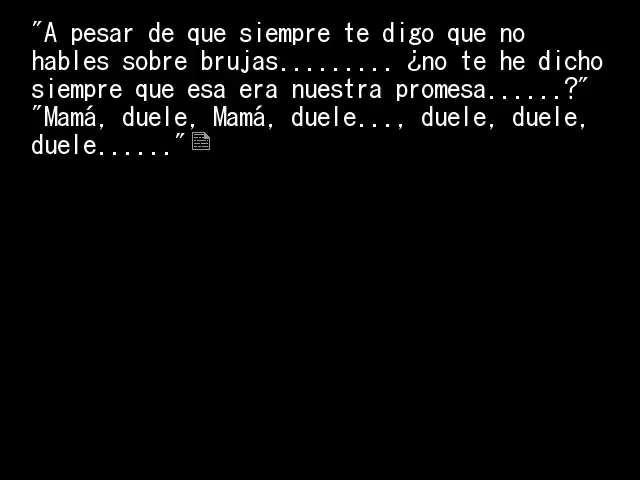 "A pesar de que siempre te digo que no
hables sobre brujas......... ¿no te he dicho
siempre que esa era nuestra promesa......?"
"Mamá, duele, Mamá, duele..., duele, duele,
duele......"